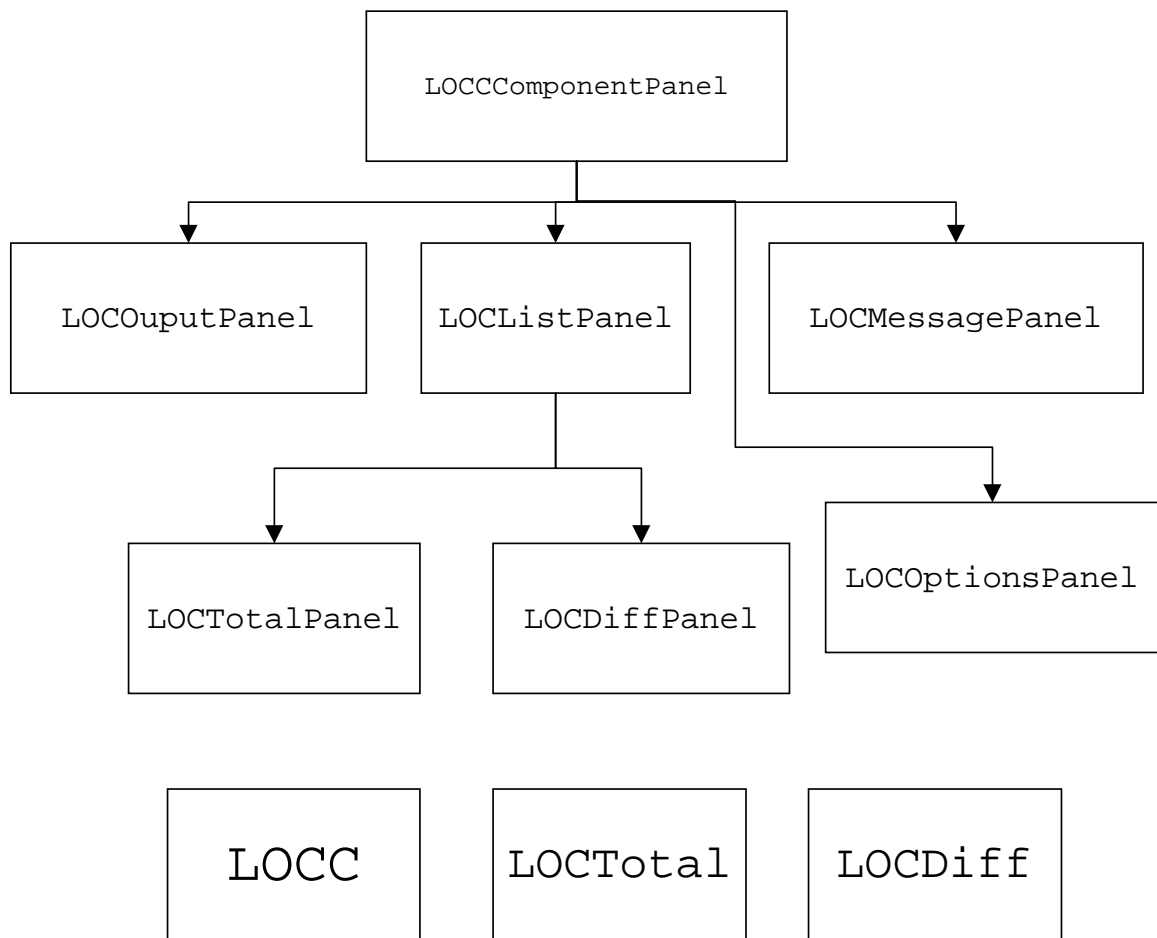 LOCCComponentPanel
LOCOuputPanel
LOCListPanel
LOCMessagePanel
LOCOptionsPanel
LOCTotalPanel
LOCDiffPanel
LOCC
LOCTotal
LOCDiff